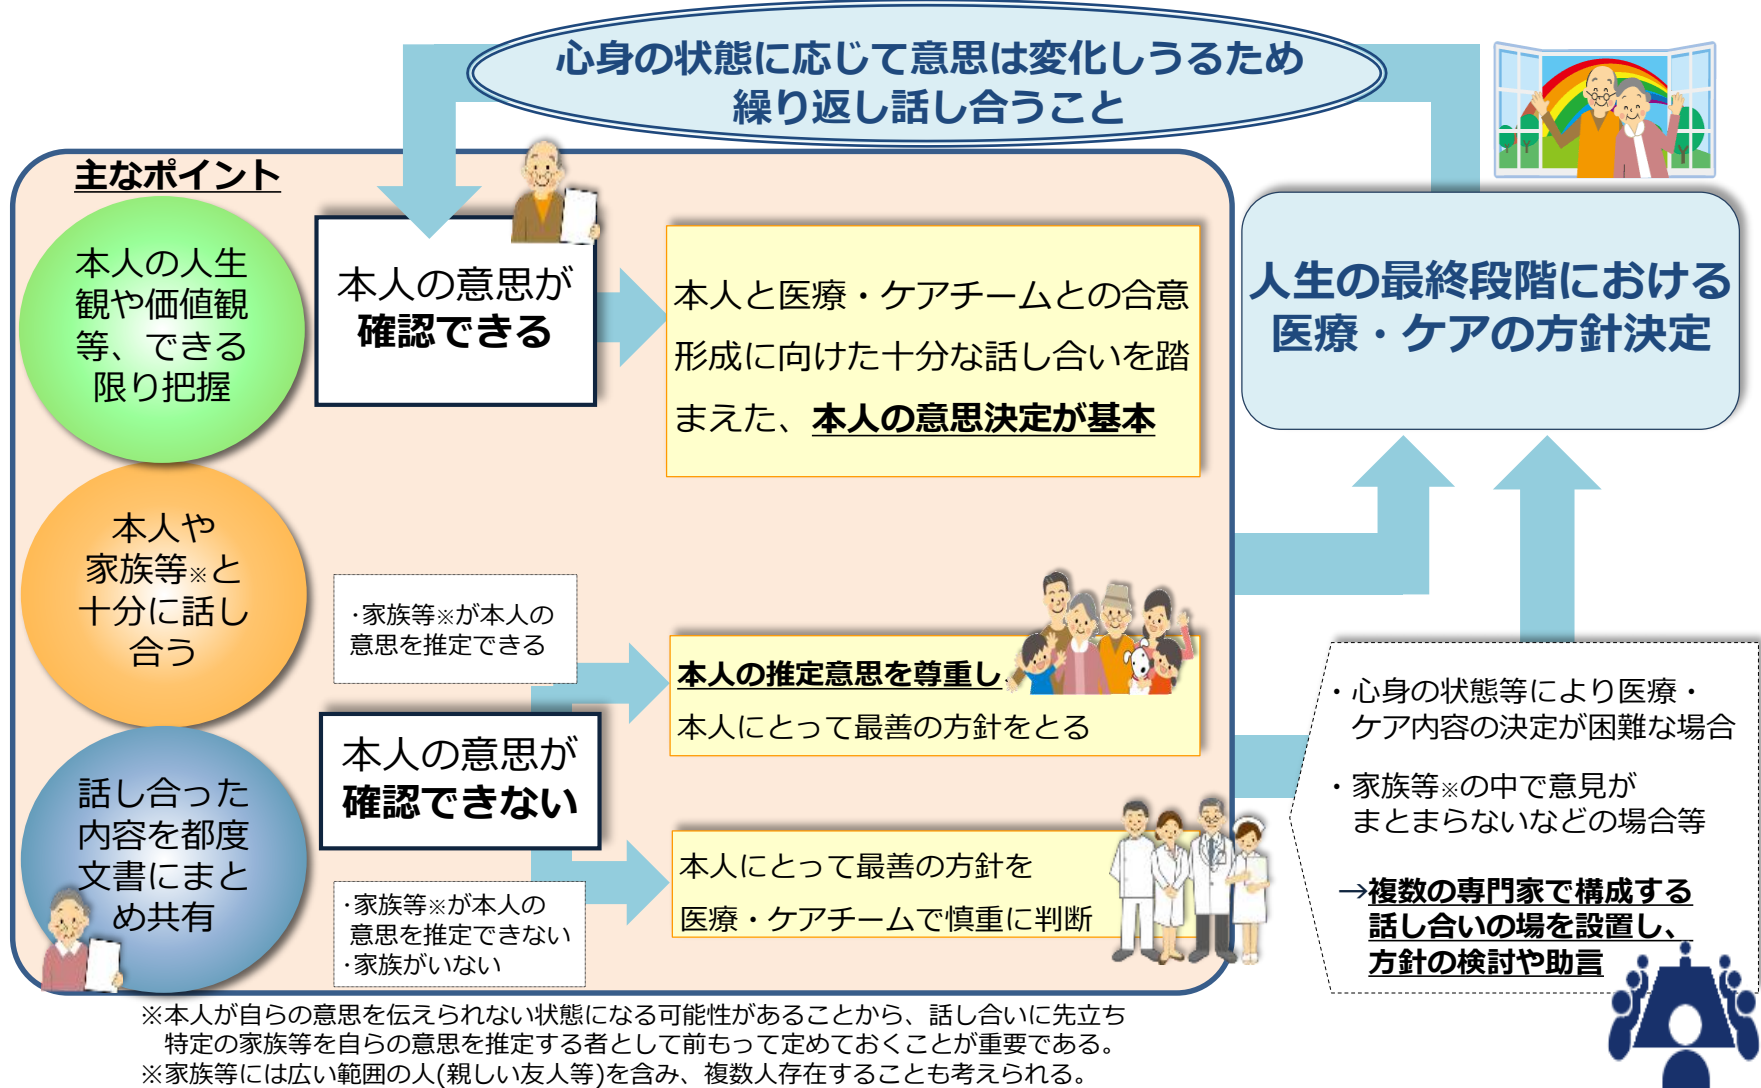 心身の状態に応じて意思は変化しうるため
繰り返し話し合うこと
主なポイント
本人の人生
観や価値観
等、できる
限り把握
本人や
家族等※と
十分に話し
合う
話し合った
内容を都度
文書にまと
め共有
本人の意思が
確認できる
本人と医療・ケアチームとの合意
形成に向けた十分な話し合いを踏
まえた、本人の意思決定が基本
人生の最終段階における
医療・ケアの方針決定
・家族等※が本人の
意思を推定できる
本人の推定意思を尊重し、
本人にとって最善の方針をとる
本人の意思が
確認できない
・家族等※が本人の
意思を推定できない
・家族がいない
本人にとって最善の方針を
医療・ケアチームで慎重に判断
・心身の状態等により医療・
ケア内容の決定が困難な場合
・家族等※の中で意見が
まとまらないなどの場合等
→複数の専門家で構成する
話し合いの場を設置し、
方針の検討や助言
※本人が自らの意思を伝えられない状態になる可能性があることから、話し合いに先立ち
特定の家族等を自らの意思を推定する者として前もって定めておくことが重要である。
※家族等には広い範囲の人(親しい友人等)を含み、複数人存在することも考えられる。